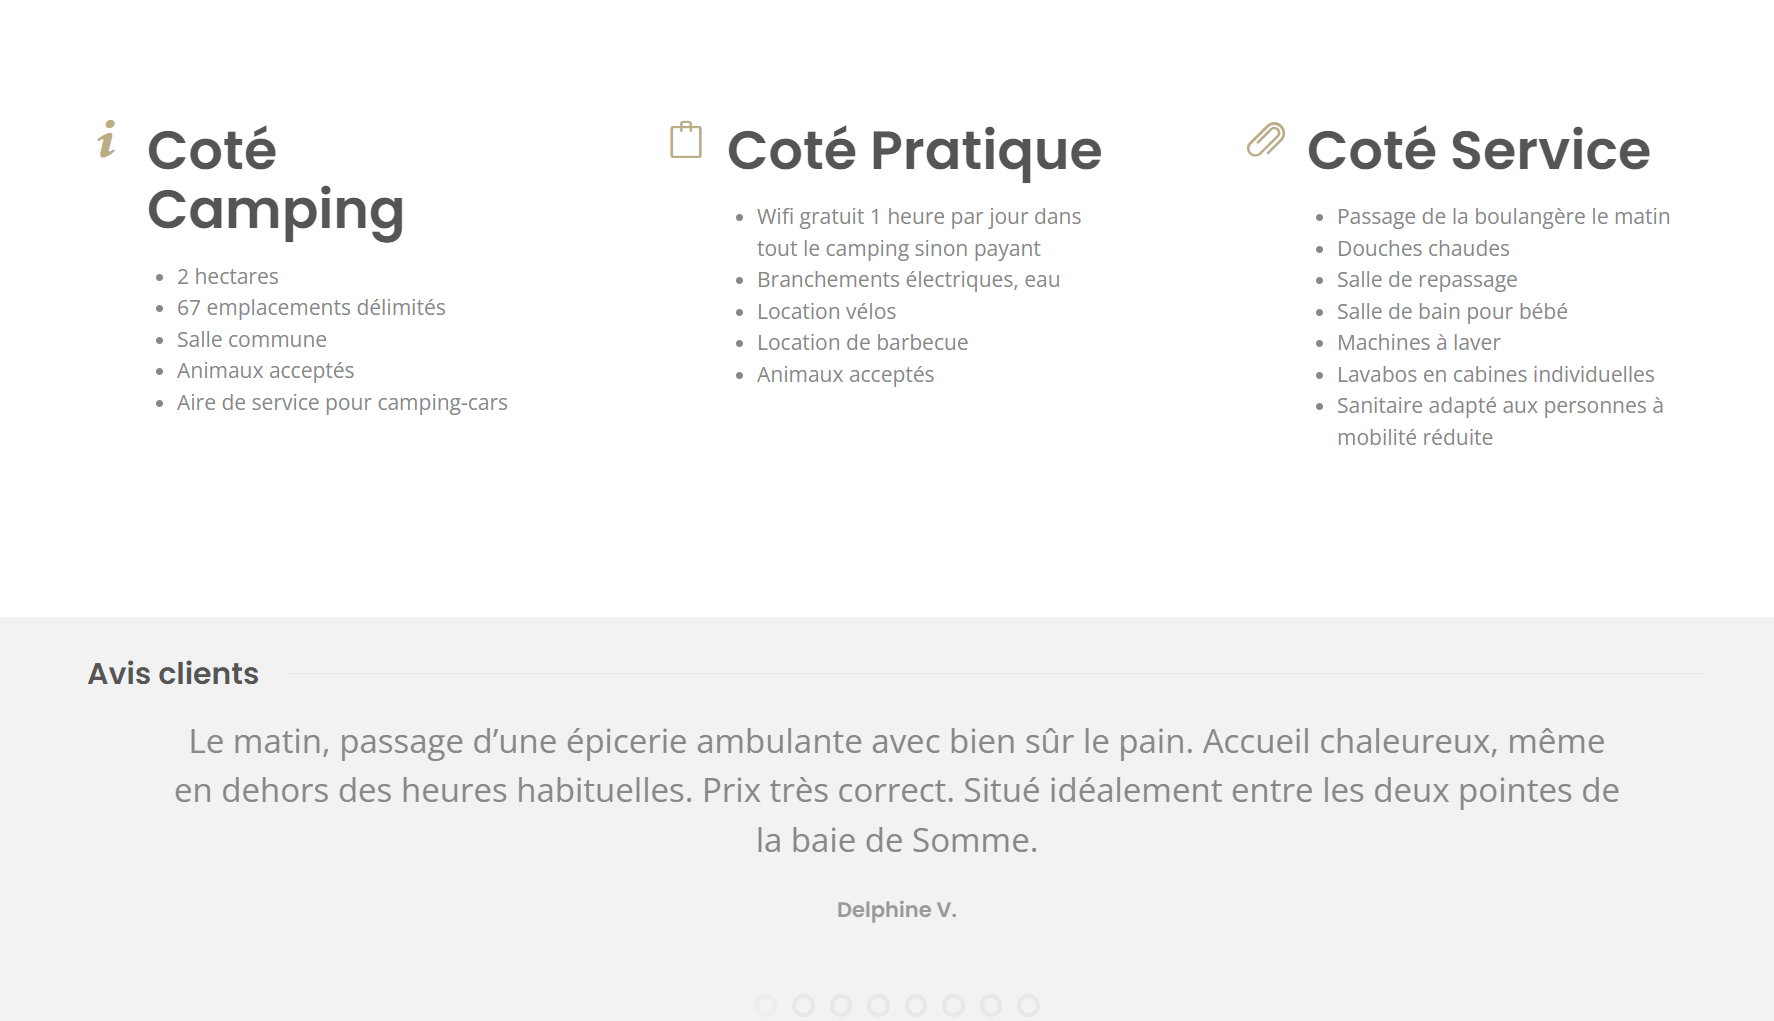 Coté
Camping
2 hectares
67 emplacements délimités
Salle commune
Animaux acceptés
Aire de service pour camping-cars
Coté Pratique
Wifi gratuit 1 heure par jour dans
tout le camping sinon payant
Branchements électriques, eau
Location vélos
Location de barbecue
Animaux acceptés
Coté Service
Passage de la boulangère le matin
Douches chaudes
Salle de repassage
Salle de bain pour bébé
Machines à laver
Lavabos en cabines individuelles
Sanitaire adapté aux personnes à
mobilité réduite
Avis clients
Le matin, passage d’une épicerie ambulante avec bien sûr le pain. Accueil chaleureux, même
en dehors des heures habituelles. Prix très correct. Situé idéalement entre les deux pointes de
la baie de Somme.
Delphine V.